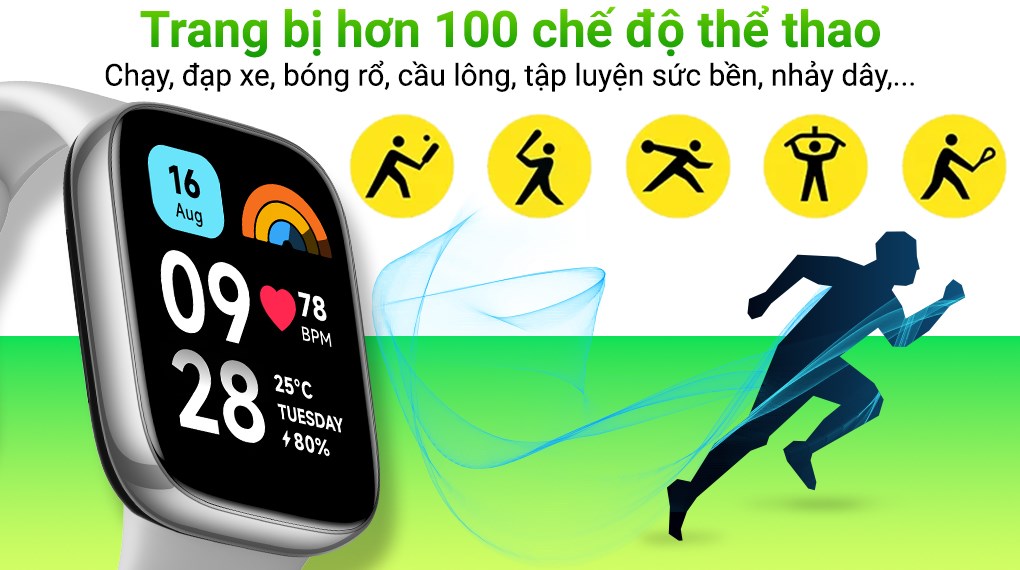 Trang bị hơn 100 chế độ thể thao
Chạy, đạp xe, bóng rổ, cầu lông, tập luyện sức bền, nhảy dây,...
16
Aug
09
78
BPM
28
25°C
TUESDAY
80%